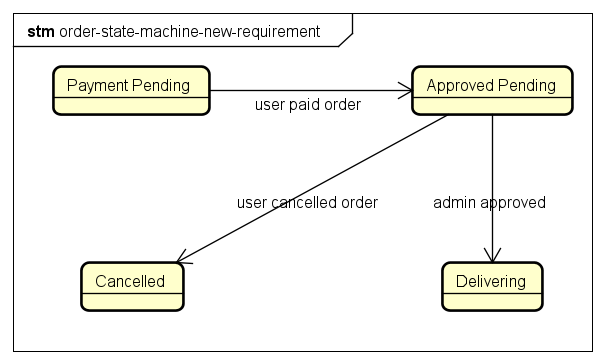 stm order-state-machine-new-requirement
Payment Pending
Approved Pending
user paid order
user cancelled order
admin approved
Cancelled
Delivering